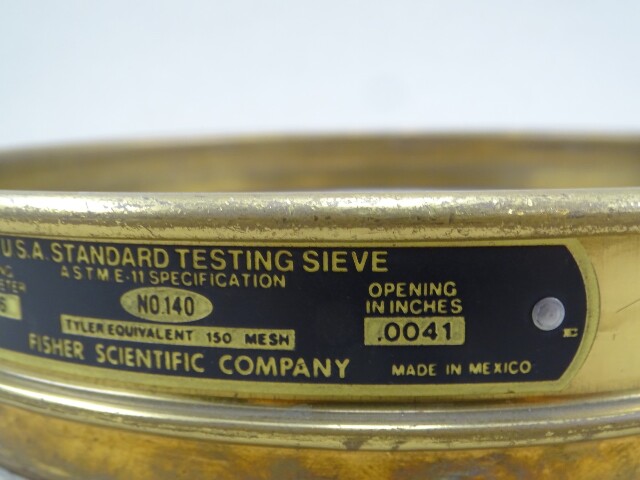 U.S.A. STANDARD TESTING SIEVE
ASTM E-11 SPECIFICATION
NO.140
OPENING
IN INCHES
.0041
TYLER EQUIVALENT 150 MESH
FISHER SCIENTIFIC COMPANY
MADE IN MEXICO
E